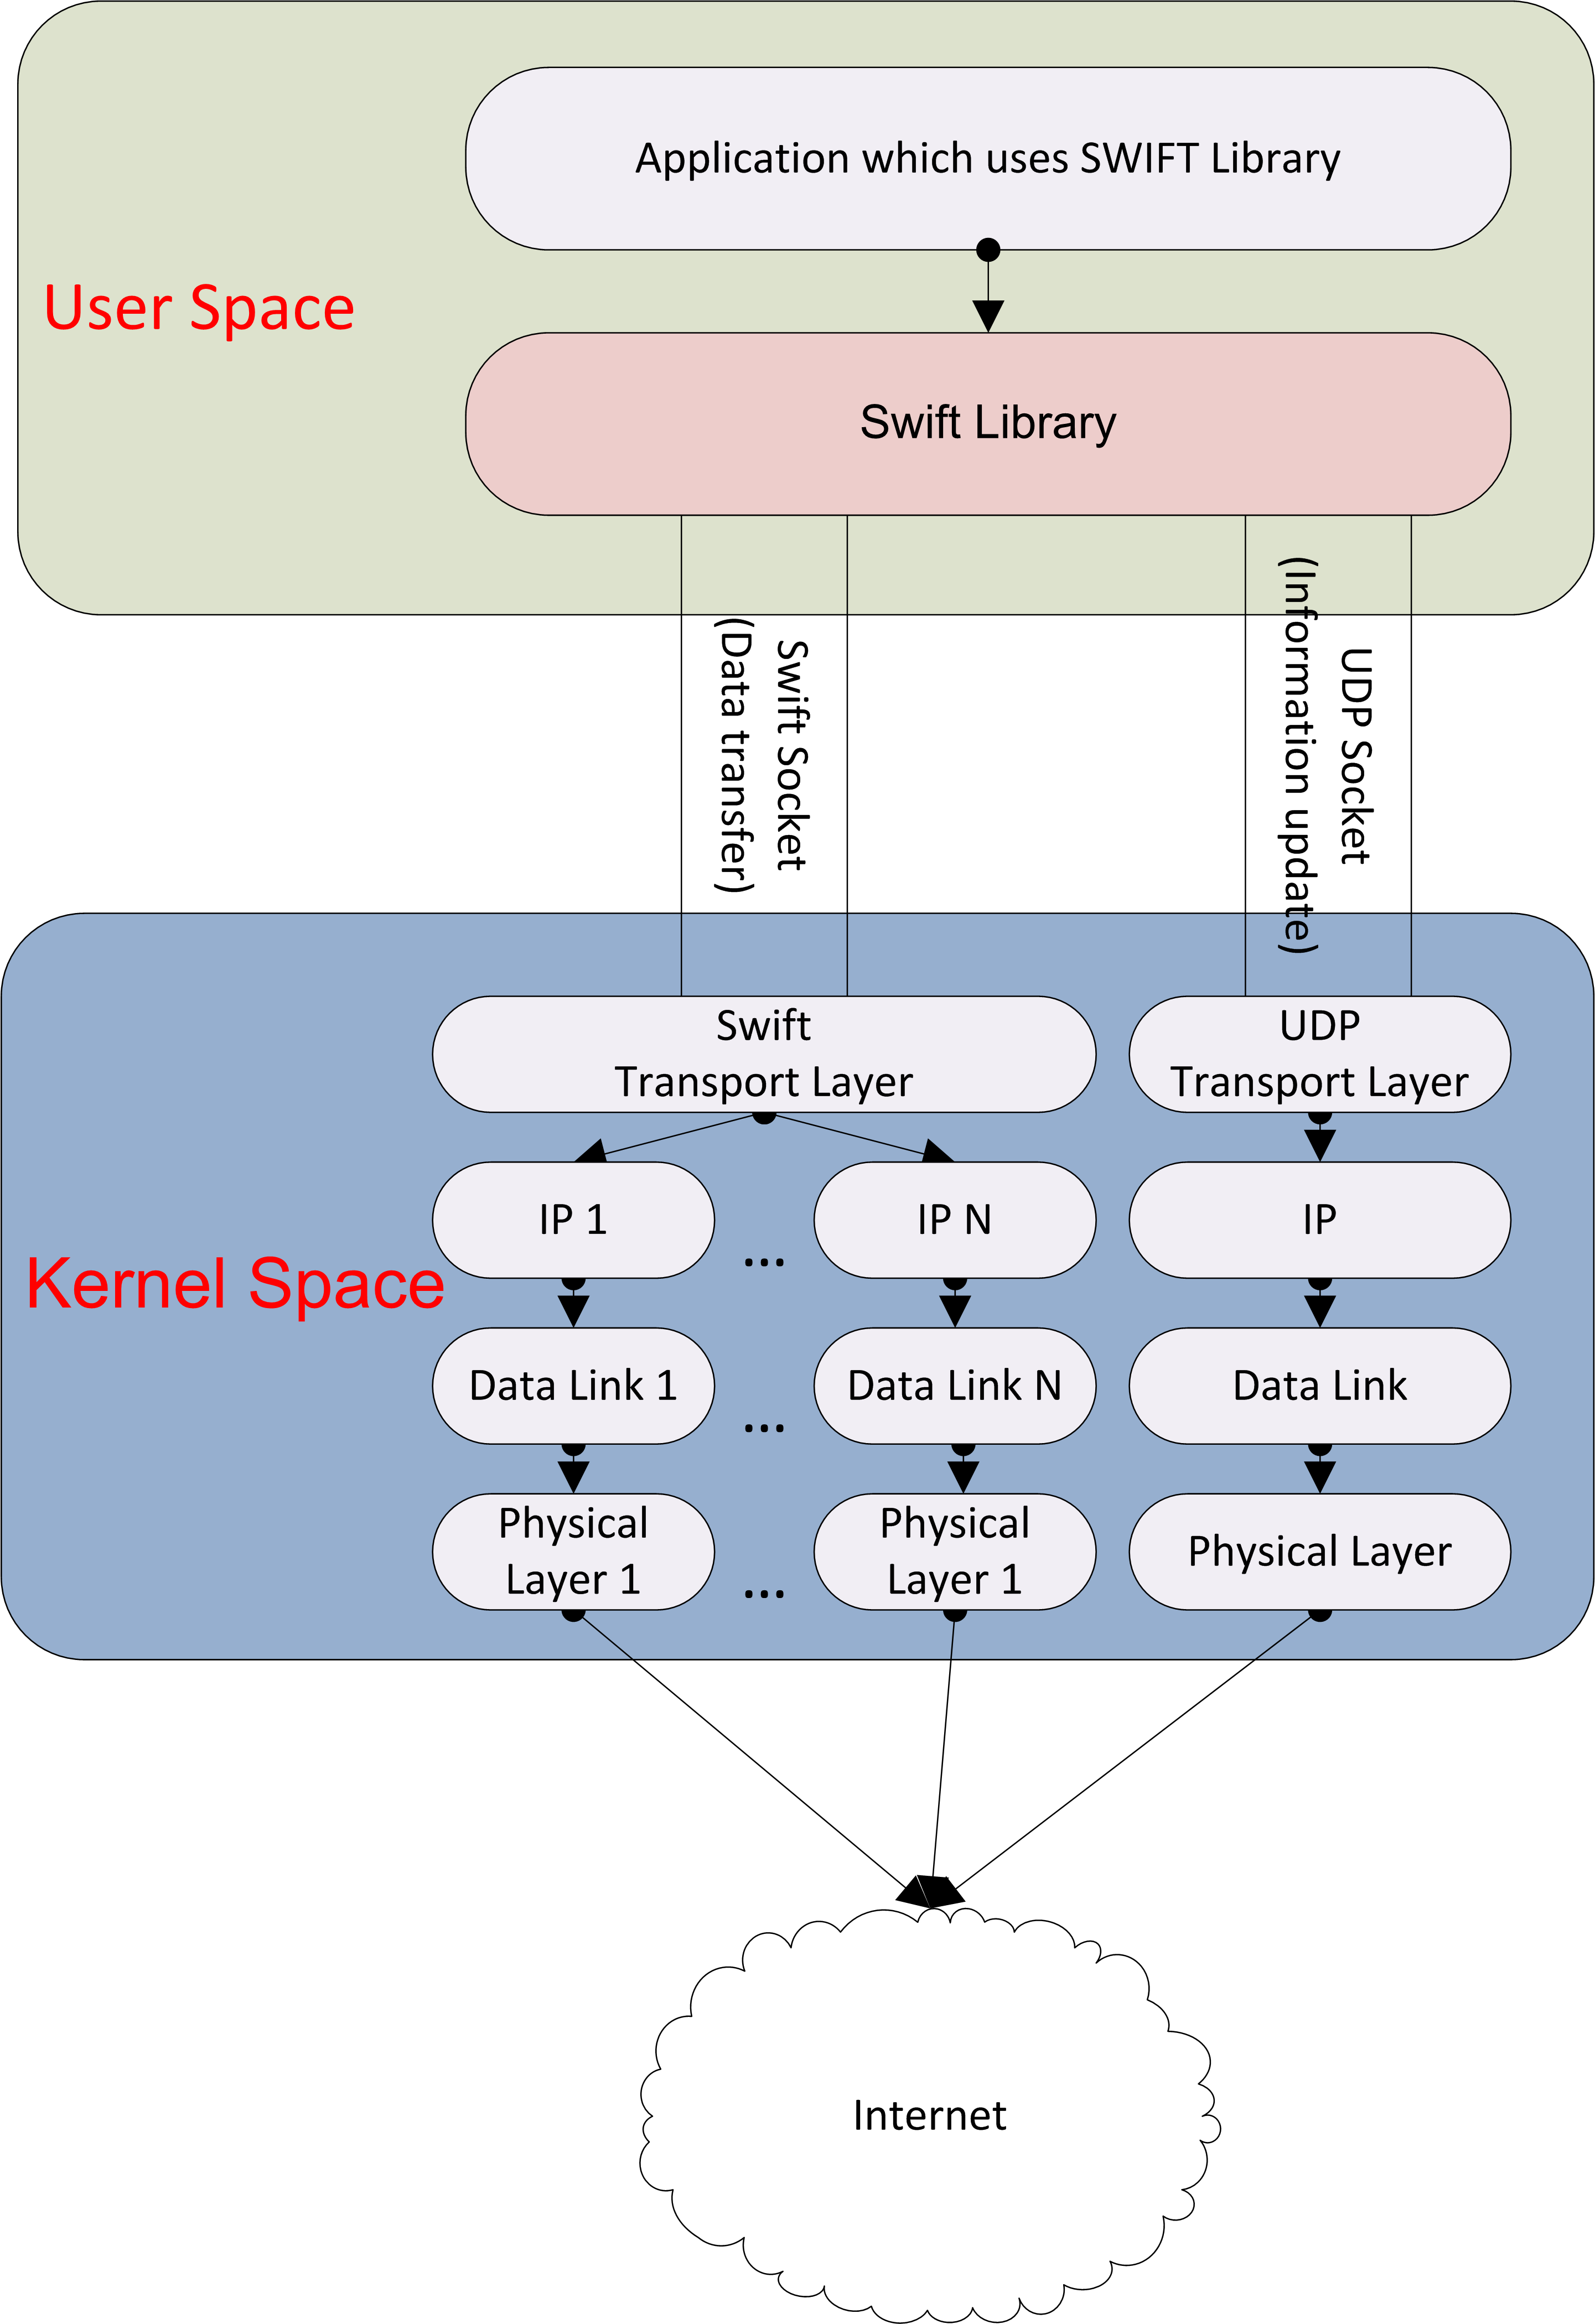 Application which uses SWIFT Library
User Space
Swift Library
Swift Socket
(Data transfer)
UDP Socket
(Information update)
Swift
Transport Layer
UDP
Transport Layer
IP 1
...
IP N
IP
Kernel Space
Data Link 1
...
Data Link N
Data Link
Physical
Layer 1
...
Physical
Layer 1
Physical Layer
Internet